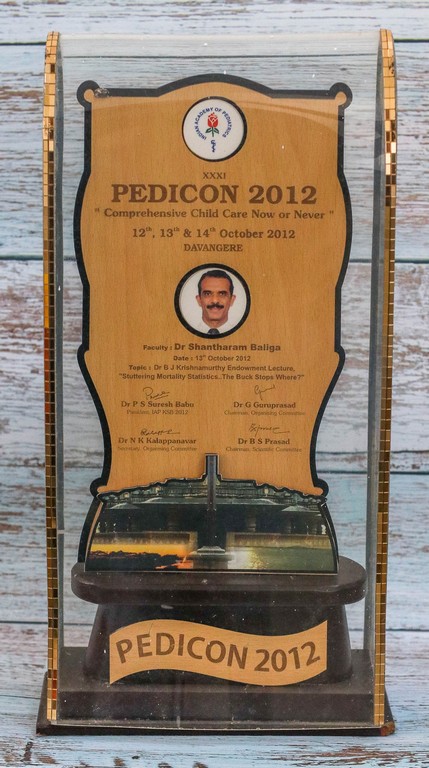 INDIAN ACADEMY OF PEDIATRICS
XXXI
PEDICON 2012
" Comprehensive Child Care Now or Never "
12th, 13th & 14th October 2012
DAVANGERE
Faculty : Dr Shantharam Baliga
Date : 13th October 2012
Topic : Dr B J Krishnamurthy Endowment Lecture,
"Stuttering Mortality Statistics..The Buck Stops Where?"
Dr P S Suresh Babu Dr G Guruprasad
President, IAP KSB 2012 Chairman, Organising Committee
Dr N K Kalappanavar Dr B S Prasad
Secretary, Organising Committee Chairman, Scientific Committee
PEDICON 2012